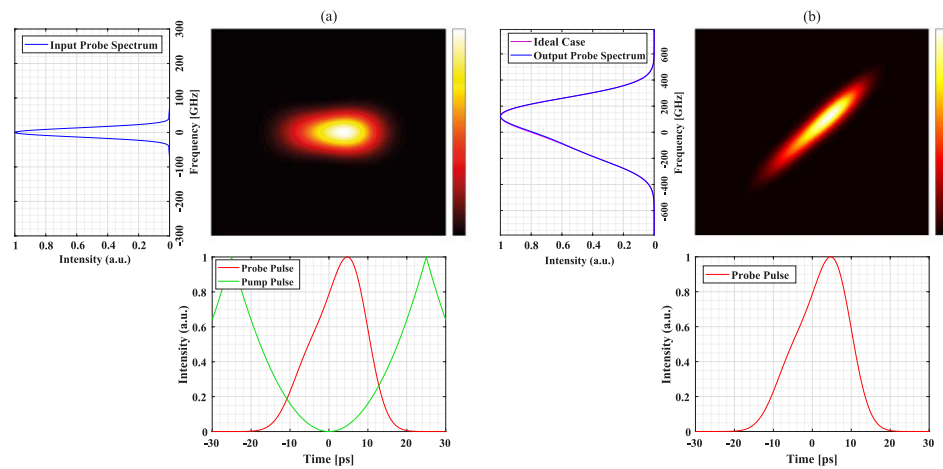 (a)
Input Probe Spectrum
300
200
100
0
-100
-200
-300
Frequency [GHz]
1 0.8 0.6 0.4 0.2 0
Intensity (a.u.)
Probe Pulse
Pump Pulse
1
0.8
0.6
0.4
0.2
0
Intensity (a.u.)
-30 -20 -10 0 10 20 30
Time [ps]
(b)
Ideal Case
Output Probe Spectrum
600
400
200
0
-200
-400
-600
Frequency [GHz]
1 0.8 0.6 0.4 0.2 0
Intensity (a.u.)
Probe Pulse
1
0.8
0.6
0.4
0.2
0
Intensity (a.u.)
-30 -20 -10 0 10 20 30
Time [ps]